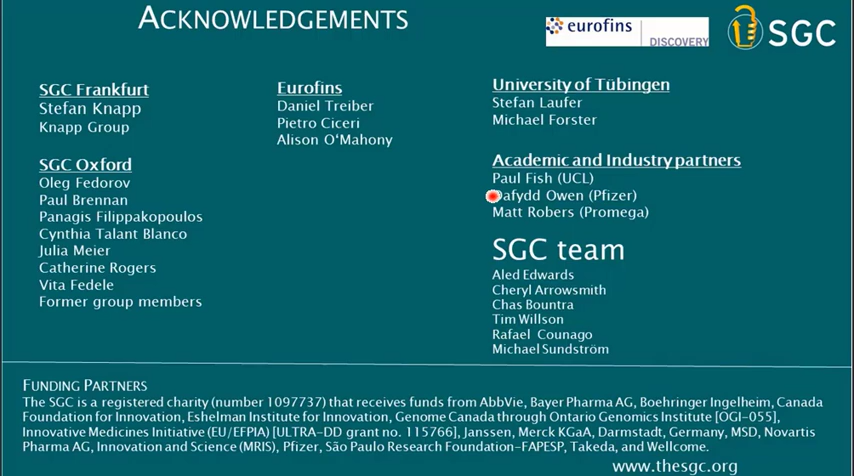 ACKNOWLEDGEMENTS
eurofins
DISCOVERY
SGC
SGC Frankfurt
Stefan Knapp
Knapp Group
SGC Oxford
Oleg Fedorov
Paul Brennan
Panagis Filippakopoulos
Cynthia Talant Blanco
Julia Meier
Catherine Rogers
Vita Fedele
Former group members
Eurofins
Daniel Treiber
Pietro Ciceri
Alison O'Mahony
University of Tübingen
Stefan Laufer
Michael Forster
Academic and Industry partners
Paul Fish (UCL)
Dafydd Owen (Pfizer)
Matt Robers (Promega)
SGC team
Aled Edwards
Cheryl Arrowsmith
Chas Bountra
Tim Willson
Rafael Counago
Michael Sundström
FUNDING PARTNERS
The SGC is a registered charity (number 1097737) that receives funds from AbbVie, Bayer Pharma AG, Boehringer Ingelheim, Canada
Foundation for Innovation, Eshelman Institute for Innovation, Genome Canada through Ontario Genomics Institute [OGI-055],
Innovative Medicines Initiative (EU/EFPIA) [ULTRA-DD grant no. 115766], Janssen, Merck KGaA, Darmstadt, Germany, MSD, Novartis
Pharma AG, Innovation and Science (MRIS), Pfizer, São Paulo Research Foundation-FAPESP, Takeda, and Wellcome.
www.thesgc.org